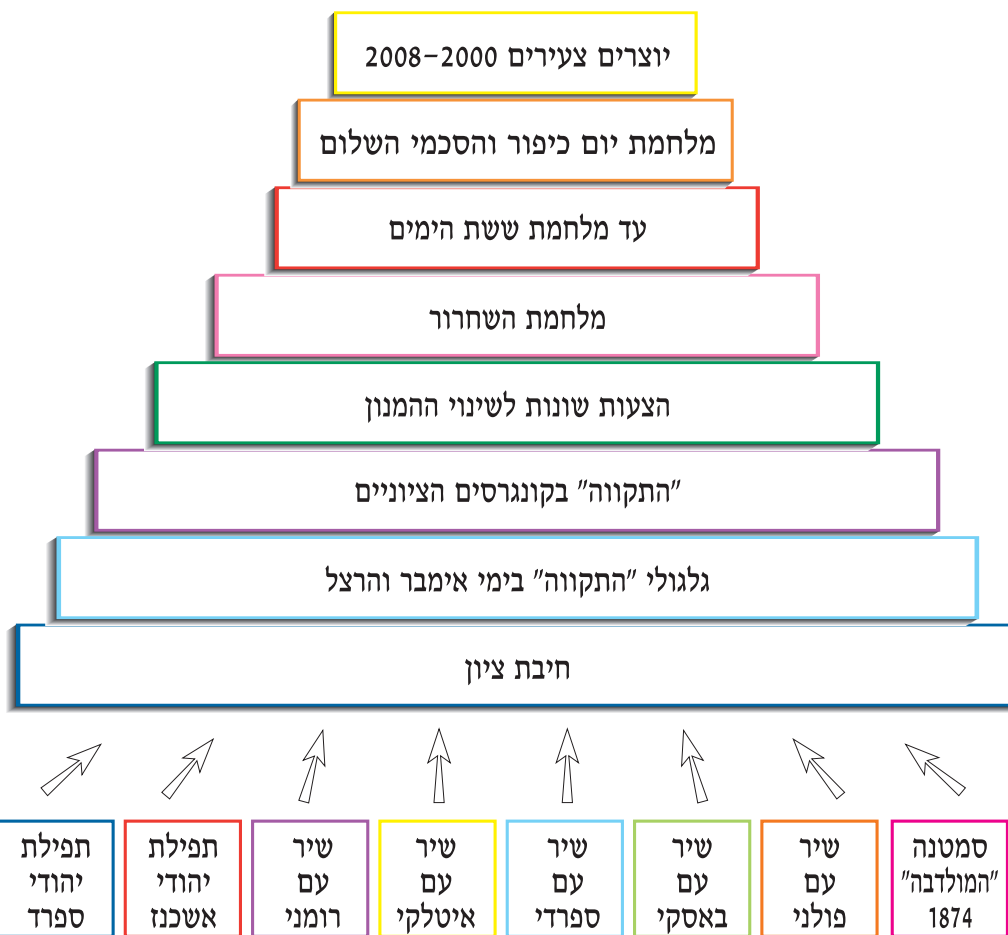 יוצרים צעירים 2000–2008
מלחמת יום כיפור והסכמי השלום
עד מלחמת ששת הימים
מלחמת השחרור
הצעות שונות לשינוי ההמנון
"התקווה" בקונגרסים הציוניים
גלגולי "התקווה" בימי אימבר והרצל
חיבת ציון
סמטנה
"המולדבה"
1874
שיר
עם
פולני
שיר
עם
באסקי
שיר
עם
ספרדי
שיר
עם
איטלקי
שיר
עם
רומני
תפילת
יהודי
אשכנז
תפילת
יהודי
ספרד